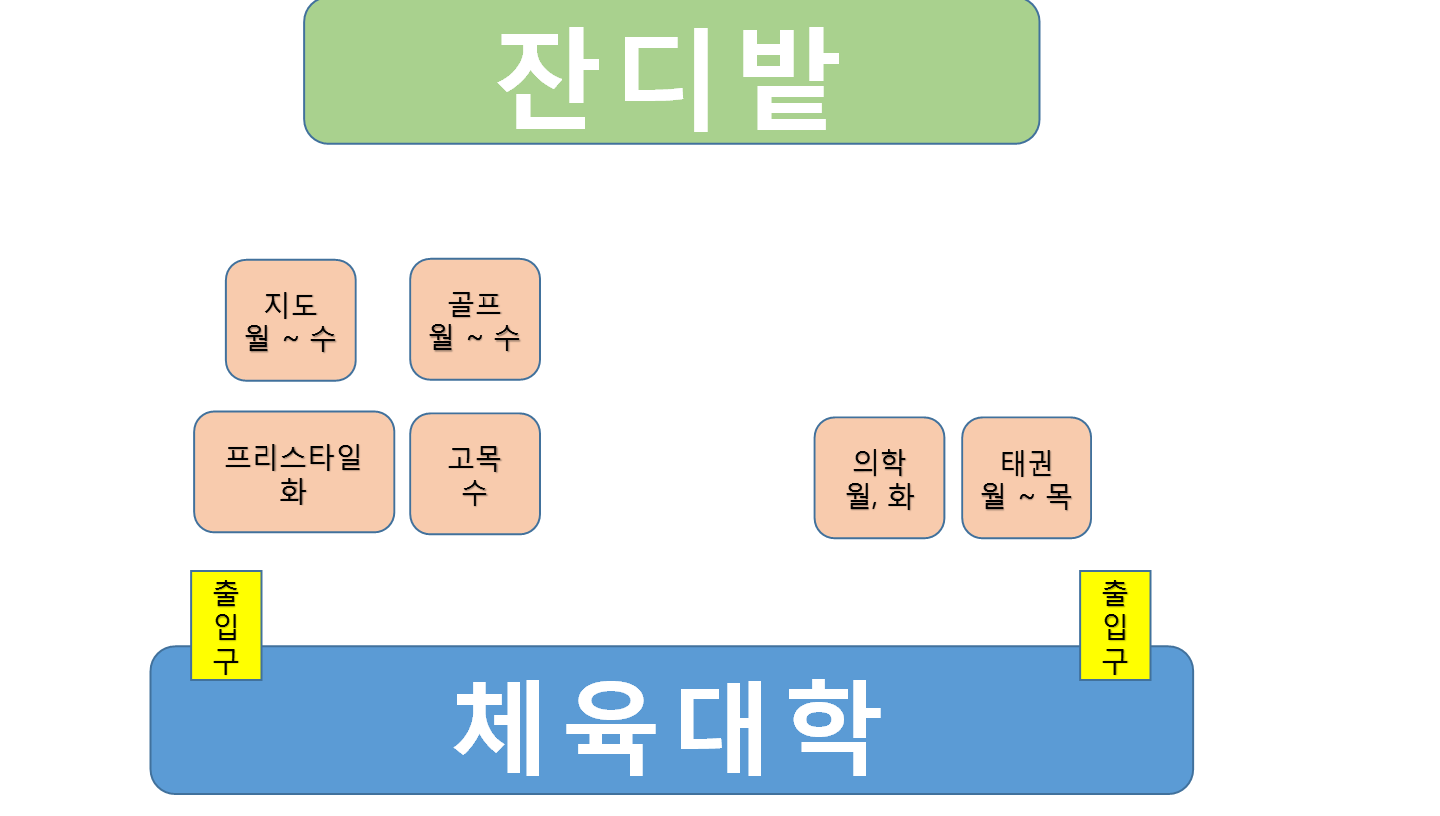 잔디밭
지도
월 ~ 수
골프
월 ~ 수
프리스타일
화
고목
수
의학
월, 화
태권
월 ~ 목
출
입
구
출
입
구
체육대학